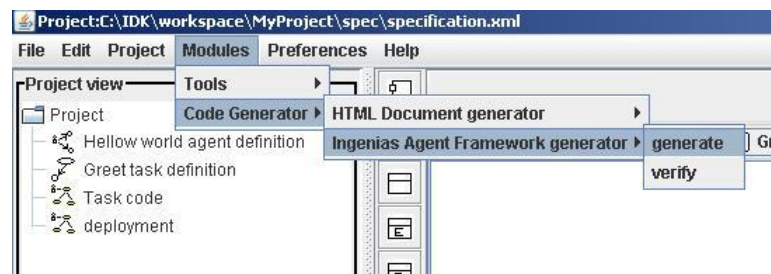 Project:C:\IDK\workspace\MyProject\spec\specification.xml
File Edit Project Modules Preferences Help
Project view
Tools
Project
Code Generator
HTML Document generator
Hellow world agent definition
Ingenias Agent Framework generator
generate
Gr
Greet task definition
verify
Task code
E
deployment